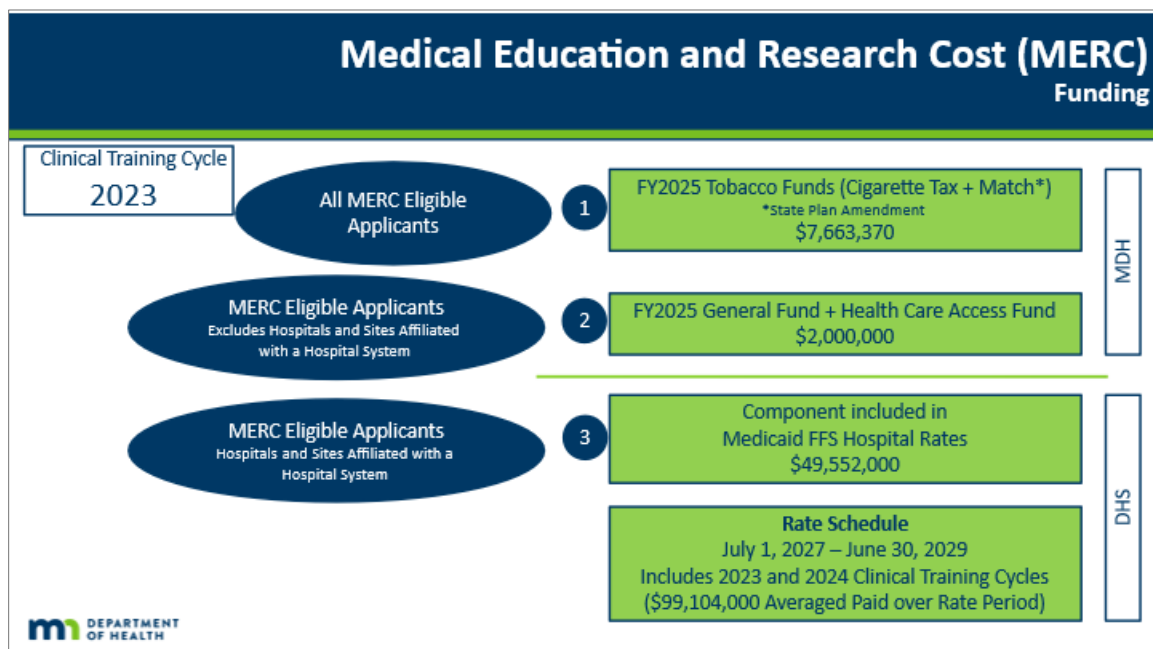 Medical Education and Research Cost (MERC)
Funding
Clinical Training Cycle
2023
All MERC Eligible
Applicants
1
FY2025 Tobacco Funds (Cigarette Tax + Match*)
*State Plan Amendment
$7,663,370
MDH
MERC Eligible Applicants
Excludes Hospitals and Sites Affiliated
with a Hospital System
2
FY2025 General Fund + Health Care Access Fund
$2,000,000
MERC Eligible Applicants
Hospitals and Sites Affiliated with a
Hospital System
3
Component included in
Medicaid FFS Hospital Rates
$49,552,000
DHS
Rate Schedule
July 1, 2027 – June 30, 2029
Includes 2023 and 2024 Clinical Training Cycles
($99,104,000 Averaged Paid over Rate Period)
mn DEPARTMENT
OF HEALTH